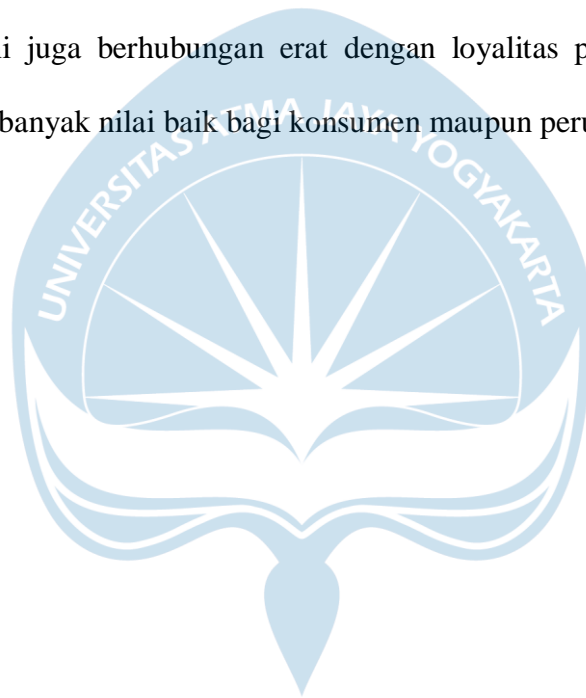 i juga berhubungan erat dengan loyalitas p
banyak nilai baik bagi konsumen maupun peru
UNIVERSITAS ATMA JAYA YOGYAKARTA